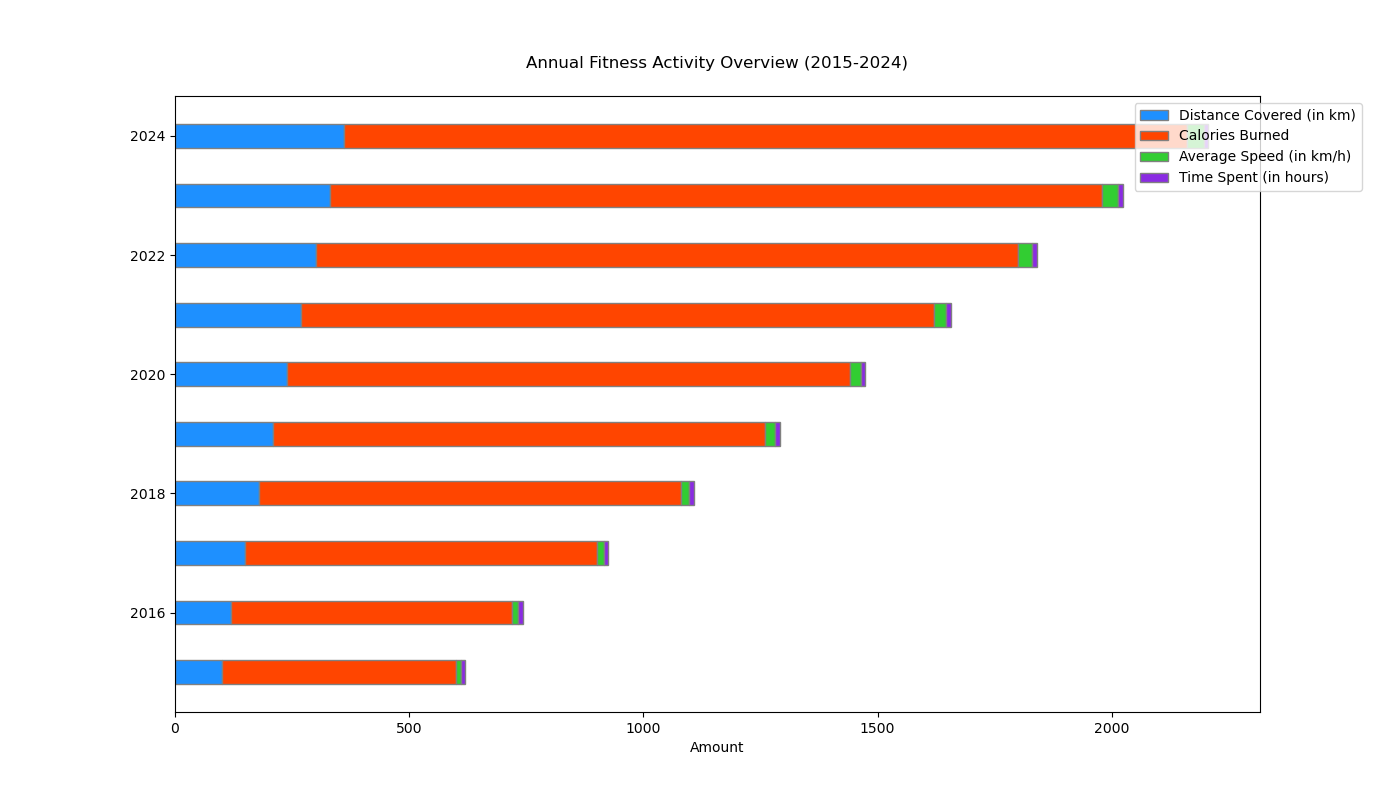 Annual Fitness Activity Overview (2015-2024)
Distance Covered (in km)
Calories Burned
Average Speed (in km/h)
Time Spent (in hours)
2024
2022
2020
2018
2016
0 500 1000 1500 2000
Amount